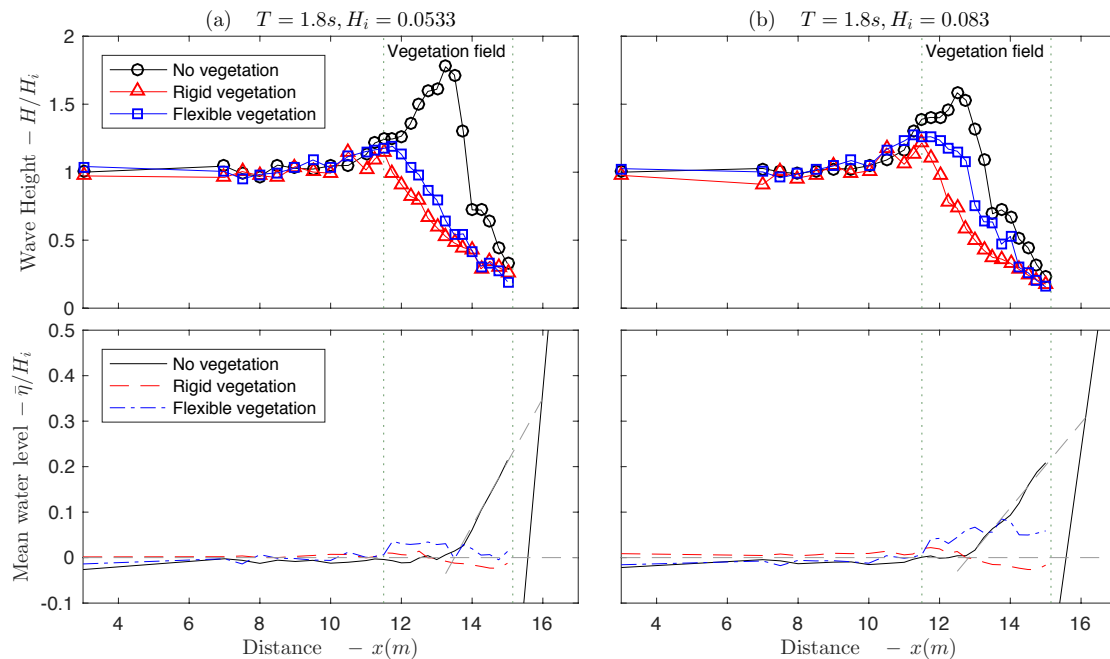 (a) T = 1.8s, H_i = 0.0533
(b) T = 1.8s, H_i = 0.083
Wave Height − H/H_i
2
1.5
1
0.5
0
No vegetation
Rigid vegetation
Flexible vegetation
Vegetation field
Vegetation field
Mean water level − η̄/H_i
0.5
0.4
0.3
0.2
0.1
0
-0.1
No vegetation
Rigid vegetation
Flexible vegetation
4 6 8 10 12 14 16
4 6 8 10 12 14 16
Distance − x(m)
Distance − x(m)